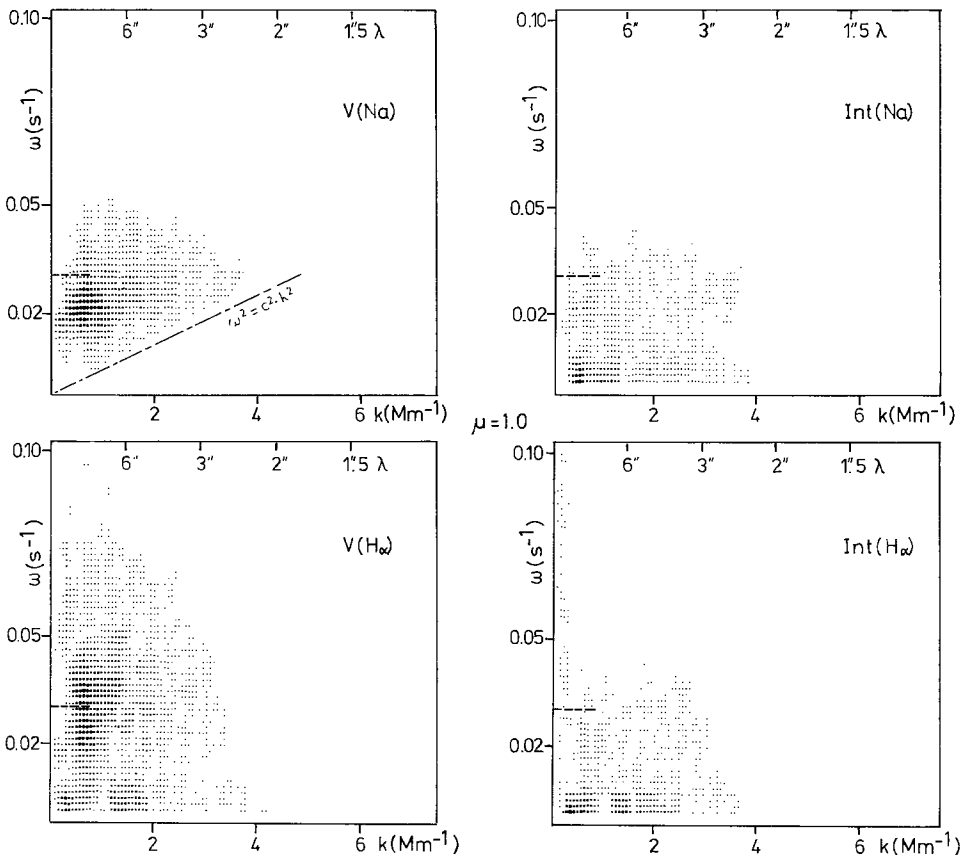 0.10
6″ 3″ 2″ 1″.5 λ
ω(s⁻¹)
V(Na)
0.05
0.02
ω²=c²·k²
2 4 6 k(Mm⁻¹)
0.10
6″ 3″ 2″ 1″.5 λ
ω(s⁻¹)
Int(Na)
0.05
0.02
2 4 6 k(Mm⁻¹)
μ=1.0
0.10
6″ 3″ 2″ 1″.5 λ
ω(s⁻¹)
V(Hα)
0.05
0.02
2 4 6 k(Mm⁻¹)
0.10
6″ 3″ 2″ 1″.5 λ
ω(s⁻¹)
Int(Hα)
0.05
0.02
2 4 6 k(Mm⁻¹)